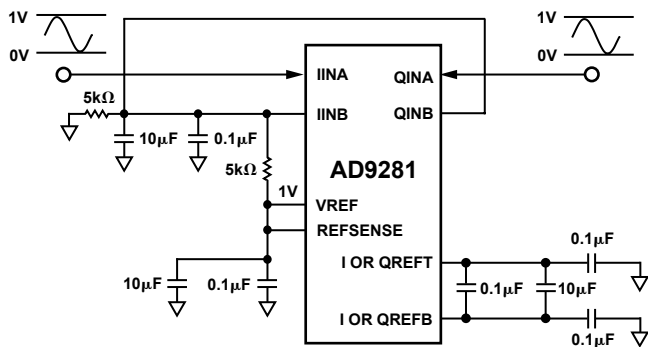 1V
0V
1V
0V
IINA
QINA
5kΩ
IINB
QINB
10µF
0.1µF
5kΩ
AD9281
1V
VREF
REFSENSE
0.1µF
I OR QREFT
10µF
0.1µF
0.1µF
10µF
I OR QREFB
0.1µF